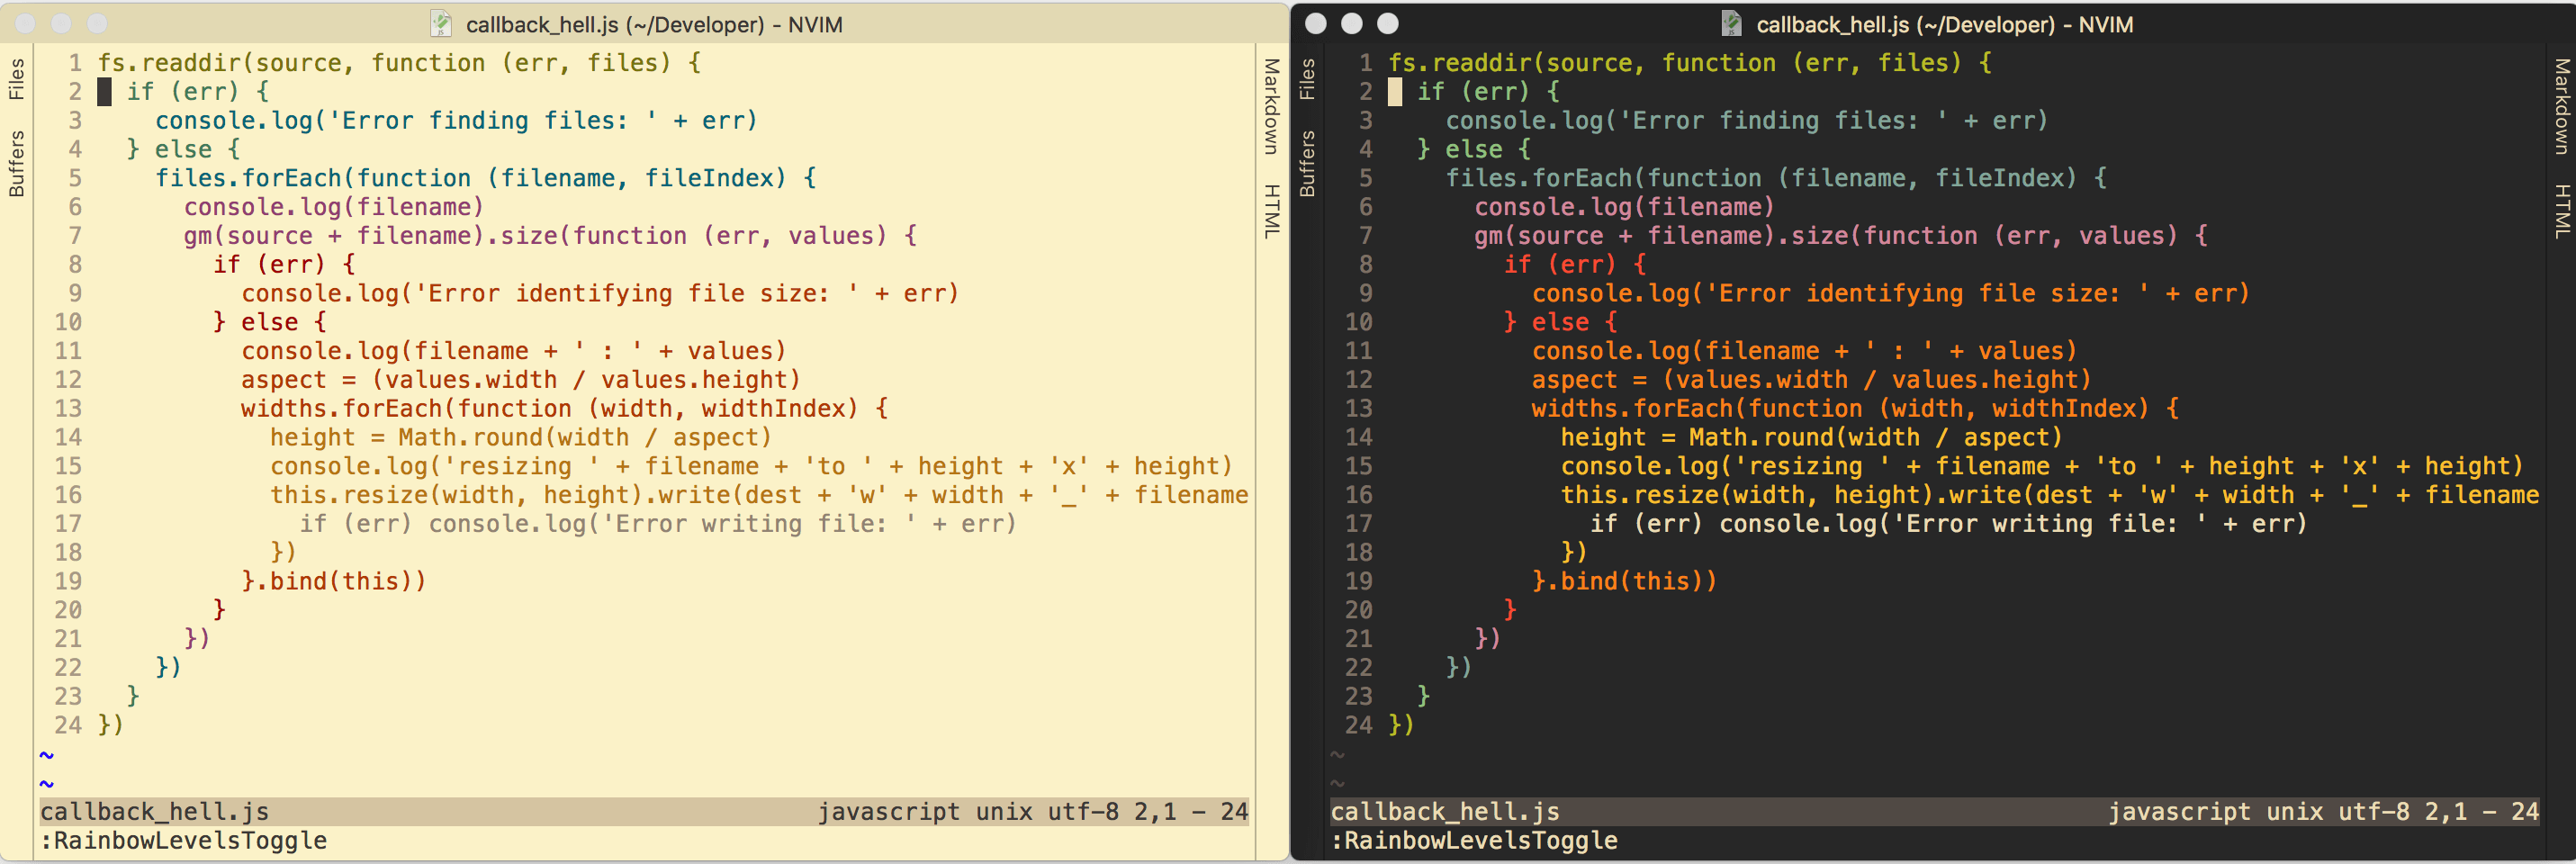 callback_hell.js (~/Developer) - NVIM
Files
Buffers
1 fs.readdir(source, function (err, files) {
2   if (err) {
3     console.log('Error finding files: ' + err)
4   } else {
5     files.forEach(function (filename, fileIndex) {
6       console.log(filename)
7       gm(source + filename).size(function (err, values) {
8         if (err) {
9           console.log('Error identifying file size: ' + err)
10         } else {
11           console.log(filename + ' : ' + values)
12           aspect = (values.width / values.height)
13           widths.forEach(function (width, widthIndex) {
14             height = Math.round(width / aspect)
15             console.log('resizing ' + filename + 'to ' + height + 'x' + height)
16             this.resize(width, height).write(dest + 'w' + width + '_' + filename
17               if (err) console.log('Error writing file: ' + err)
18             })
19           }.bind(this))
20         }
21       })
22     })
23   }
24 })
~
~
callback_hell.js javascript unix utf-8 2,1 - 24
:RainbowLevelsToggle
Markdown
HTML
callback_hell.js (~/Developer) - NVIM
Files
Buffers
1 fs.readdir(source, function (err, files) {
2   if (err) {
3     console.log('Error finding files: ' + err)
4   } else {
5     files.forEach(function (filename, fileIndex) {
6       console.log(filename)
7       gm(source + filename).size(function (err, values) {
8         if (err) {
9           console.log('Error identifying file size: ' + err)
10         } else {
11           console.log(filename + ' : ' + values)
12           aspect = (values.width / values.height)
13           widths.forEach(function (width, widthIndex) {
14             height = Math.round(width / aspect)
15             console.log('resizing ' + filename + 'to ' + height + 'x' + height)
16             this.resize(width, height).write(dest + 'w' + width + '_' + filename
17               if (err) console.log('Error writing file: ' + err)
18             })
19           }.bind(this))
20         }
21       })
22     })
23   }
24 })
~
~
callback_hell.js javascript unix utf-8 2,1 - 24
:RainbowLevelsToggle
Markdown
HTML